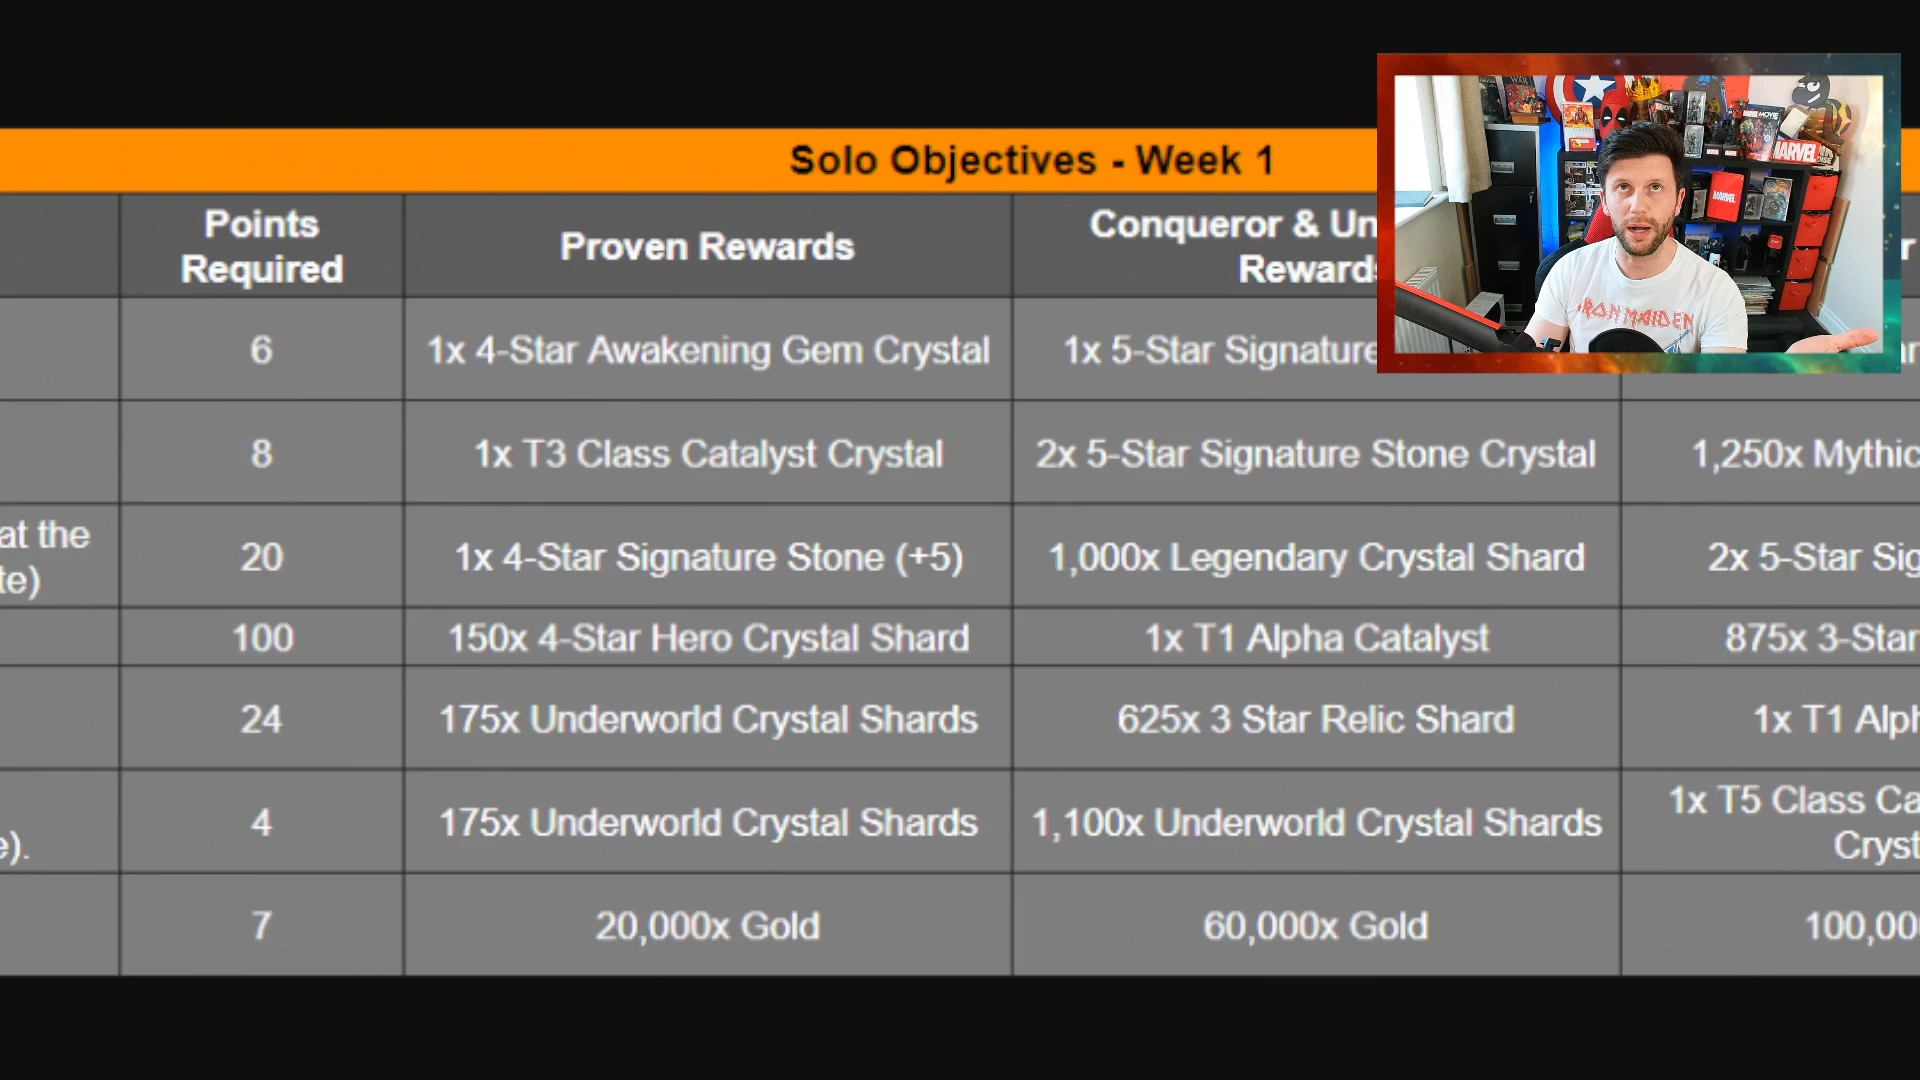 Solo Objectives - Week 1
Points
Required
Proven Rewards
Conqueror & Un
Rewards
r
6
1x 4-Star Awakening Gem Crystal
1x 5-Star Signature
8
1x T3 Class Catalyst Crystal
2x 5-Star Signature Stone Crystal
1,250x Mythic
at the
te)
20
1x 4-Star Signature Stone (+5)
1,000x Legendary Crystal Shard
2x 5-Star Sig
100
150x 4-Star Hero Crystal Shard
1x T1 Alpha Catalyst
875x 3-Star
24
175x Underworld Crystal Shards
625x 3 Star Relic Shard
1x T1 Alph
e).
4
175x Underworld Crystal Shards
1,100x Underworld Crystal Shards
1x T5 Class Ca
Cryst
7
20,000x Gold
60,000x Gold
100,00
IRON MAIDEN
MARVEL
MARVEL